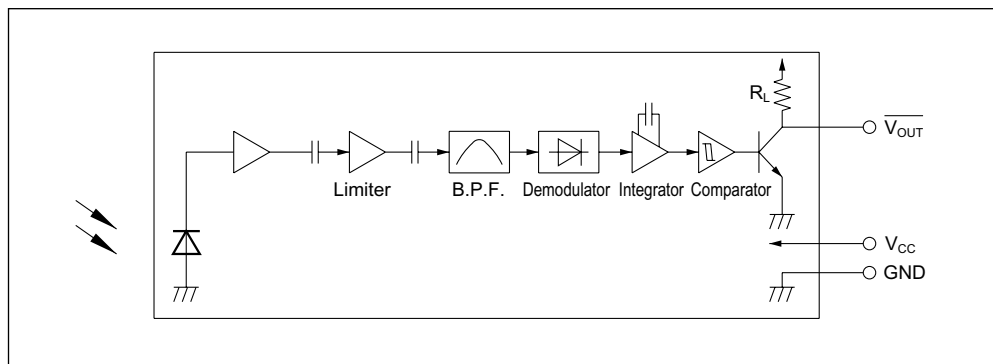 R_L
V_OUT
Limiter
B.P.F.
Demodulator
Integrator
Comparator
V_CC
GND